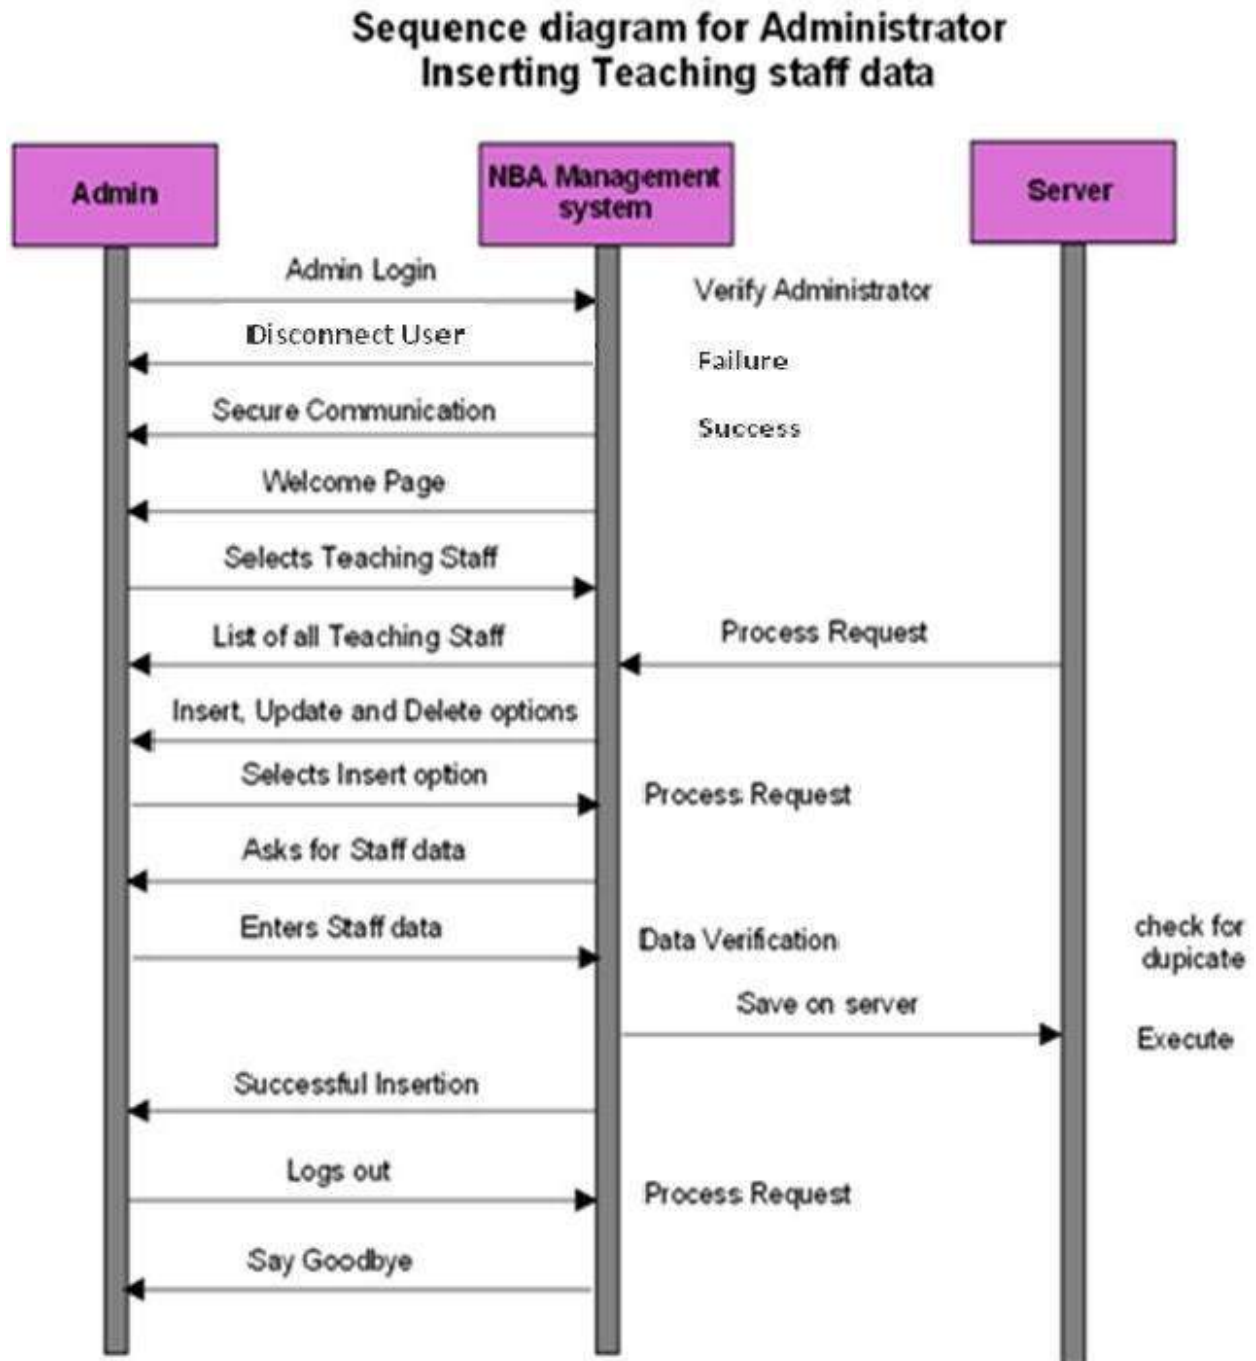 Sequence diagram for Administrator
Inserting Teaching staff data
Admin
NBA Management
system
Server
Admin Login
Verify Administrator
Disconnect User
Failure
Secure Communication
Success
Welcome Page
Selects Teaching Staff
List of all Teaching Staff
Process Request
Insert, Update and Delete options
Selects Insert option
Process Request
Asks for Staff data
Enters Staff data
Data Verification
check for
dupicate
Save on server
Execute
Successful Insertion
Logs out
Process Request
Say Goodbye